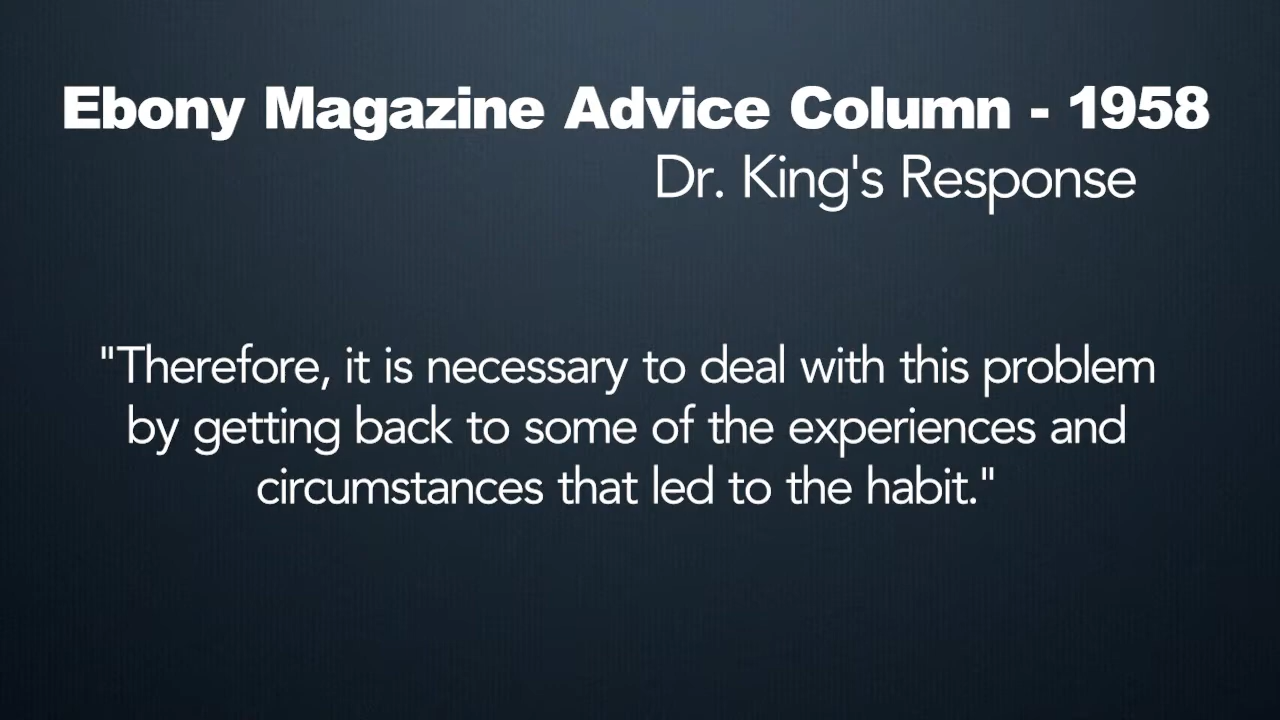 Ebony Magazine Advice Column - 1958
Dr. King's Response
"Therefore, it is necessary to deal with this problem
by getting back to some of the experiences and
circumstances that led to the habit."